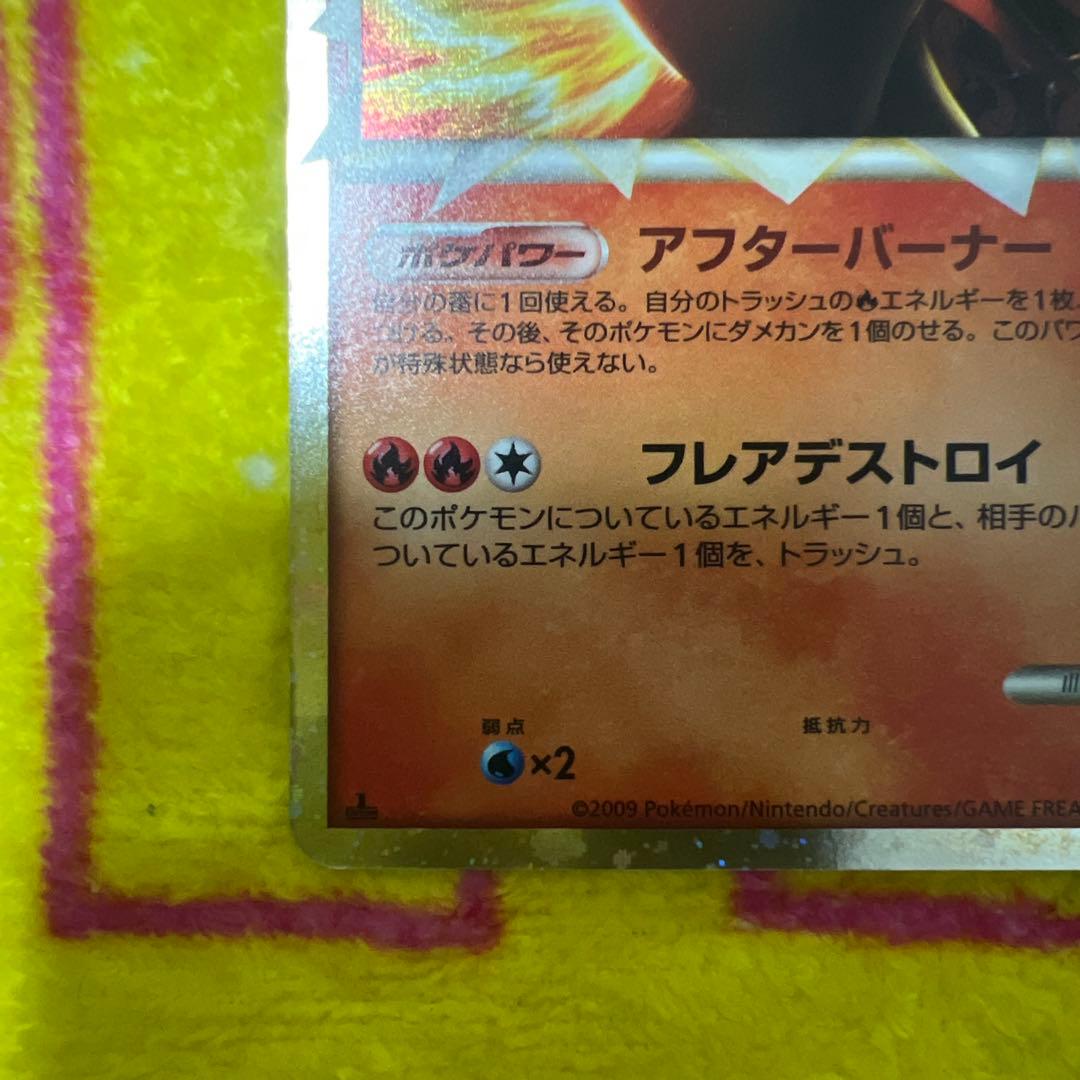 ポケパワー アフターバーナー
自分の番に1回使える。自分のトラッシュの エネルギーを1枚、
つける。その後、そのポケモンにダメカンを1個のせる。このパワ
が特殊状態なら使えない。
フレアデストロイ
このポケモンについているエネルギー1個と、相手の
ついているエネルギー1個を、トラッシュ。
弱点 抵抗力
×2
1
©2009 Pokémon/Nintendo/Creatures/GAME FREA